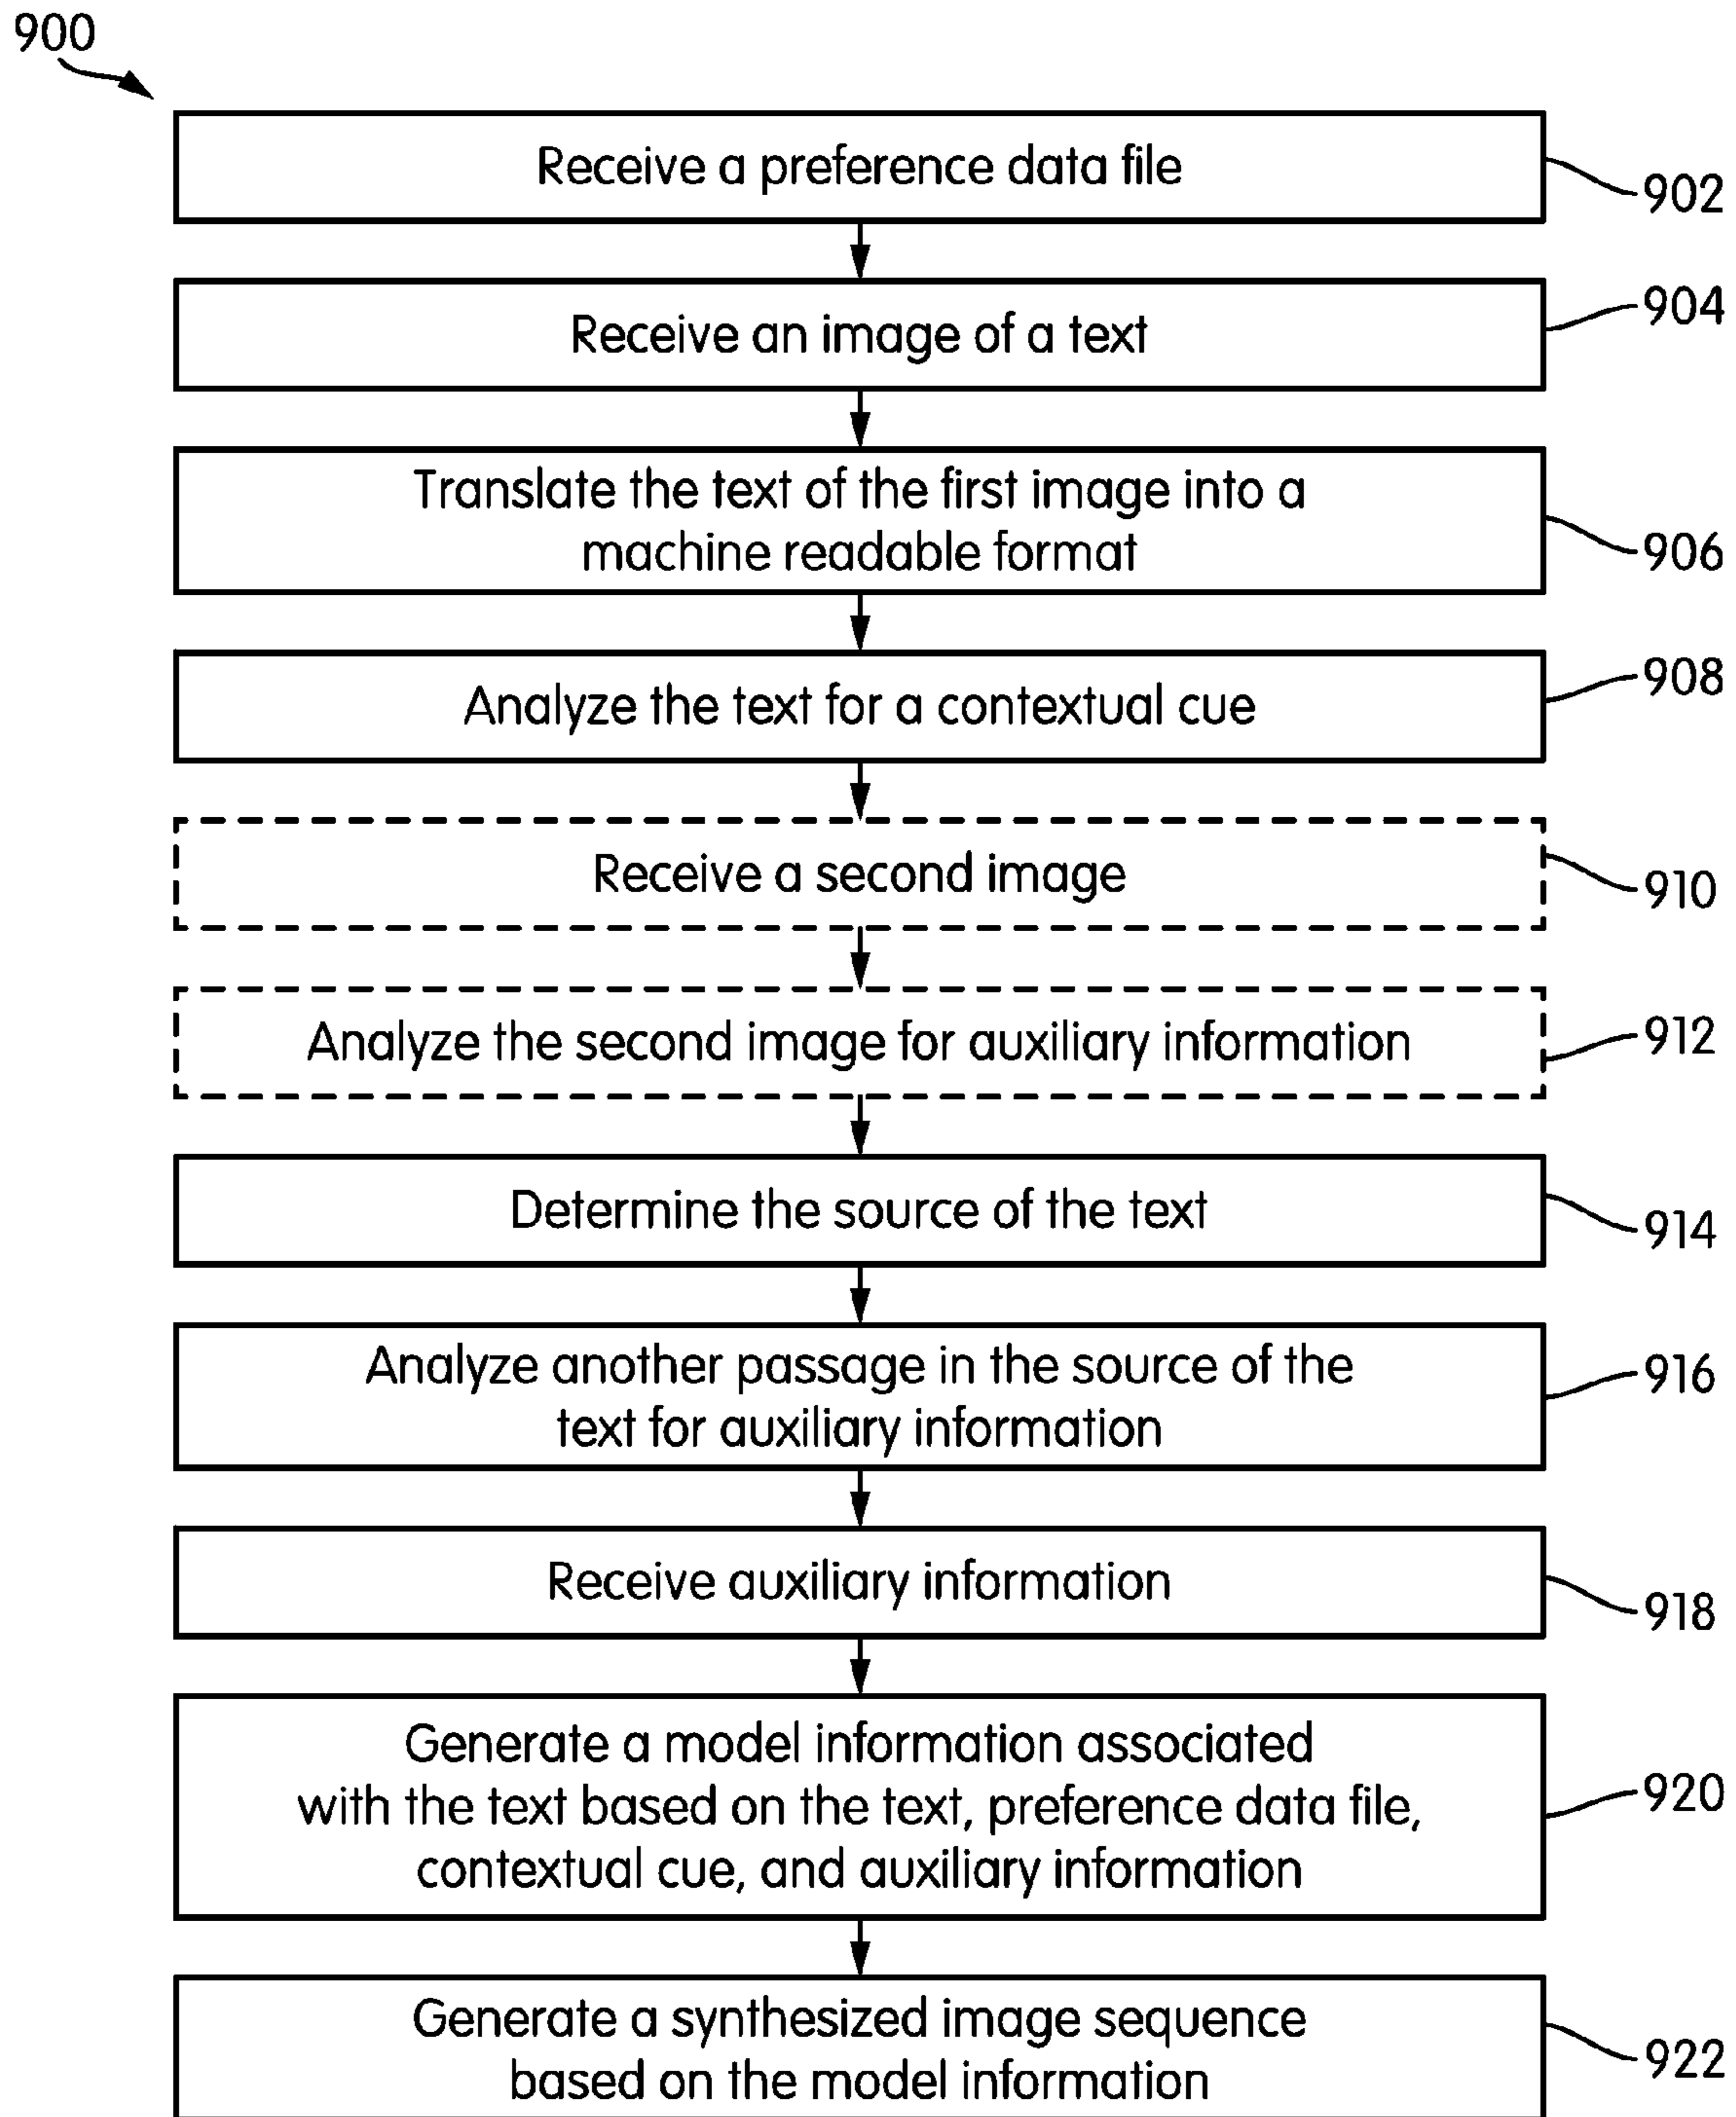 900
Receive a preference data file
902
Receive an image of a text
904
Translate the text of the first image into a
machine readable format
906
Analyze the text for a contextual cue
908
Receive a second image
910
Analyze the second image for auxiliary information
912
Determine the source of the text
914
Analyze another passage in the source of the
text for auxiliary information
916
Receive auxiliary information
918
Generate a model information associated
with the text based on the text, preference data file,
contextual cue, and auxiliary information
920
Generate a synthesized image sequence
based on the model information
922